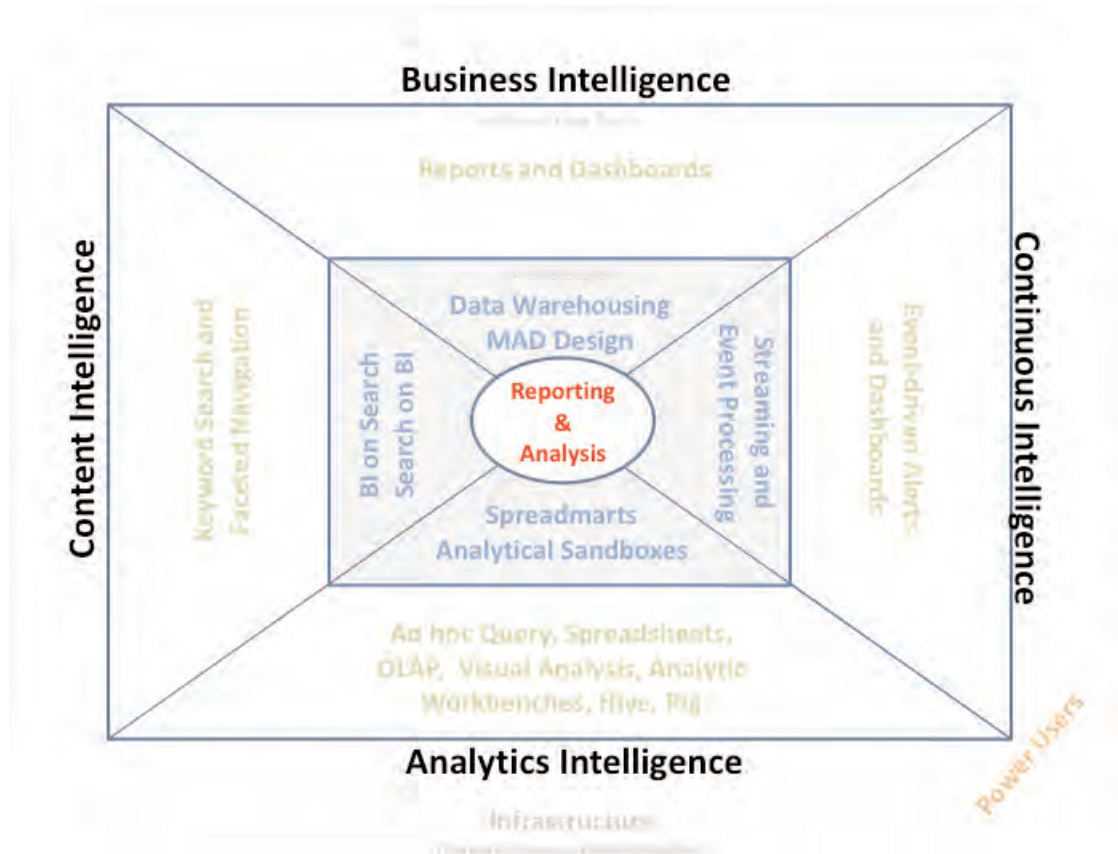 Business Intelligence
Reports and Dashboards
Content Intelligence
Keyword Search and
Faceted Navigation
BI on Search
Search on BI
Data Warehousing
MAD Design
Reporting
&
Analysis
Streaming and
Event Processing
Event-driven Alerts
and Dashboards
Continuous Intelligence
Spreadmarts
Analytical Sandboxes
Ad hoc Query, Spreadsheets,
OLAP, Visual Analysis, Analytic
Workbenches, Hive, Pig
Analytics Intelligence
Power Users
Infrastructure